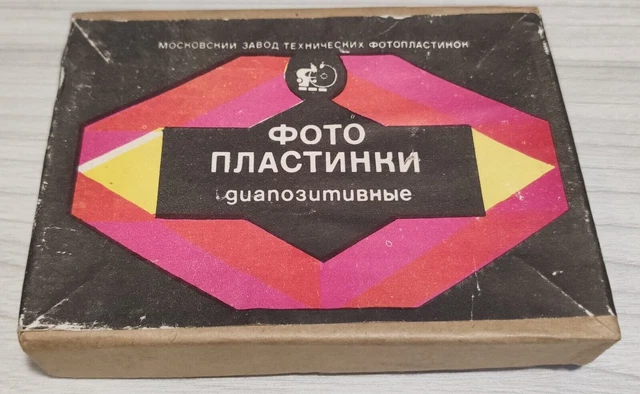 МОСКОВСКИЙ ЗАВОД ТЕХНИЧЕСКИХ ФОТОПЛАСТИНОК
ФОТО
ПЛАСТИНКИ
диапозитивные